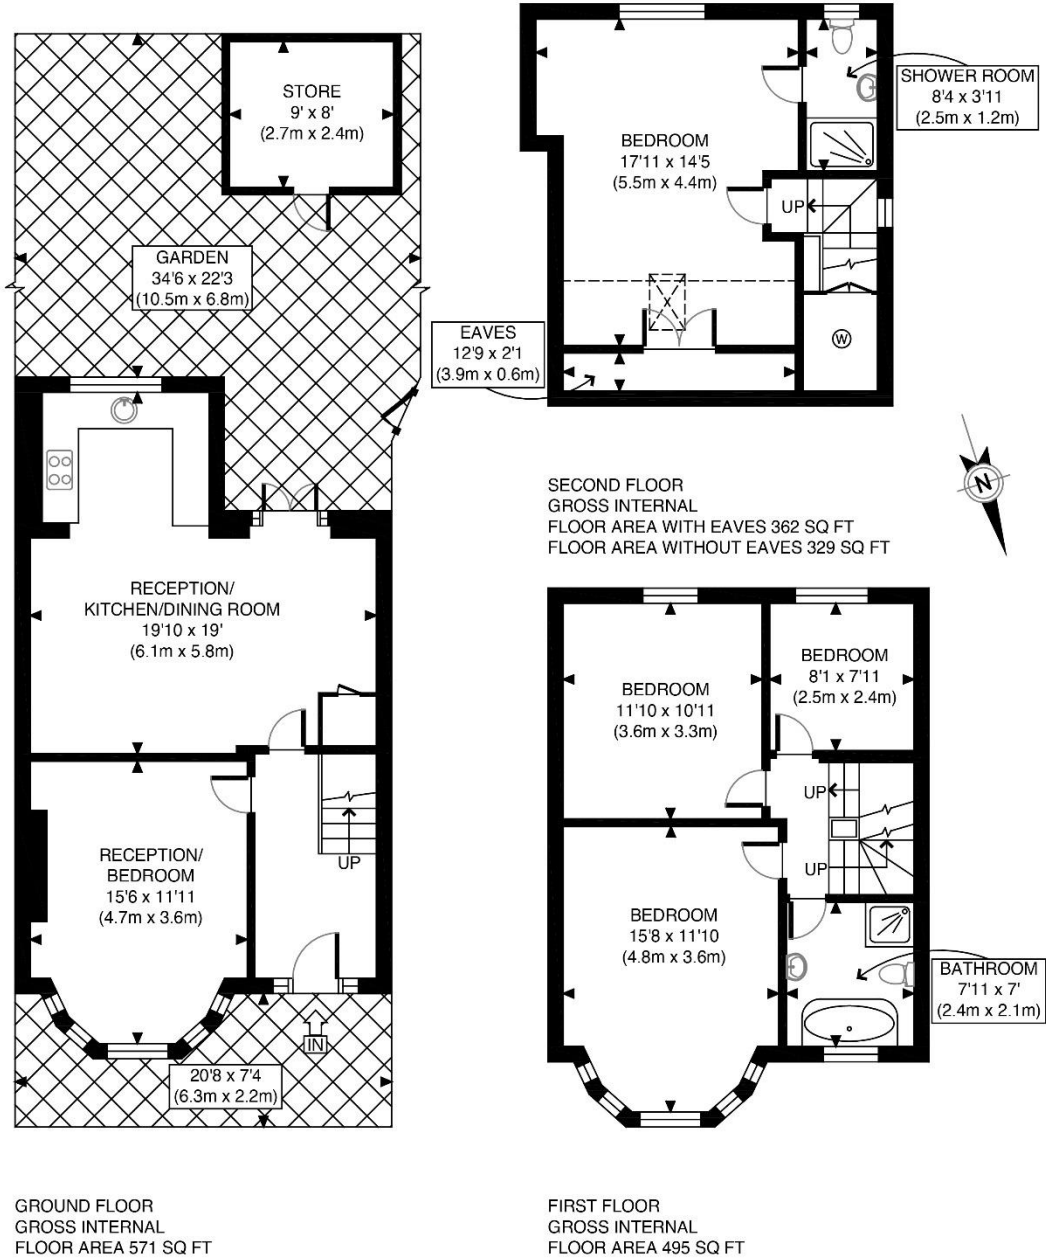 STORE
9' x 8'
(2.7m x 2.4m)
GARDEN
34'6 x 22'3
(10.5m x 6.8m)
RECEPTION/
KITCHEN/DINING ROOM
19'10 x 19'
(6.1m x 5.8m)
RECEPTION/
BEDROOM
15'6 x 11'11
(4.7m x 3.6m)
UP
IN
20'8 x 7'4
(6.3m x 2.2m)
GROUND FLOOR
GROSS INTERNAL
FLOOR AREA 571 SQ FT
BEDROOM
17'11 x 14'5
(5.5m x 4.4m)
SHOWER ROOM
8'4 x 3'11
(2.5m x 1.2m)
UP
EAVES
12'9 x 2'1
(3.9m x 0.6m)
W
SECOND FLOOR
GROSS INTERNAL
FLOOR AREA WITH EAVES 362 SQ FT
FLOOR AREA WITHOUT EAVES 329 SQ FT
N
BEDROOM
11'10 x 10'11
(3.6m x 3.3m)
BEDROOM
8'1 x 7'11
(2.5m x 2.4m)
UP
UP
BEDROOM
15'8 x 11'10
(4.8m x 3.6m)
BATHROOM
7'11 x 7'
(2.4m x 2.1m)
FIRST FLOOR
GROSS INTERNAL
FLOOR AREA 495 SQ FT